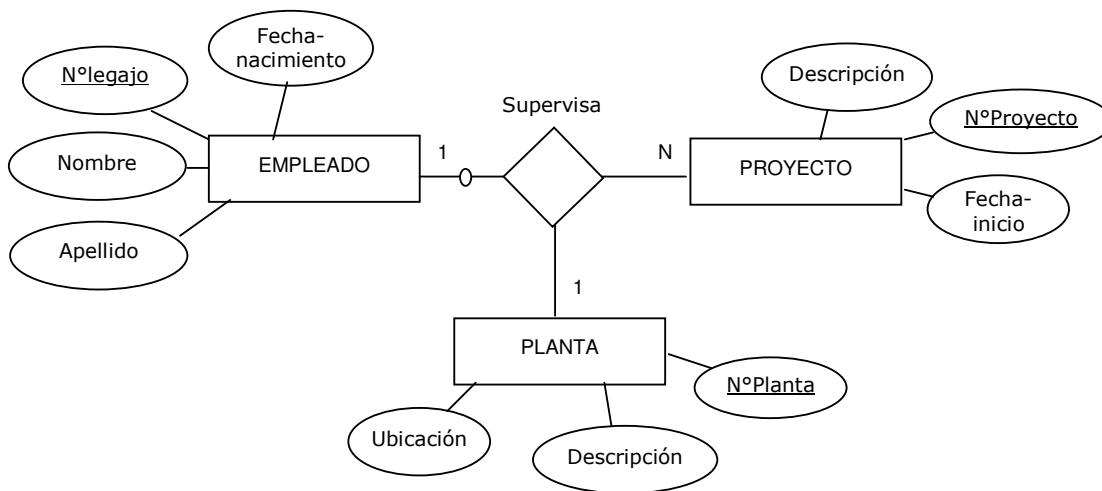 Fecha-
nacimiento
N°legajo
Nombre
Apellido
EMPLEADO
1
Supervisa
N
Descripción
N°Proyecto
PROYECTO
Fecha-
inicio
1
PLANTA
N°Planta
Ubicación
Descripción